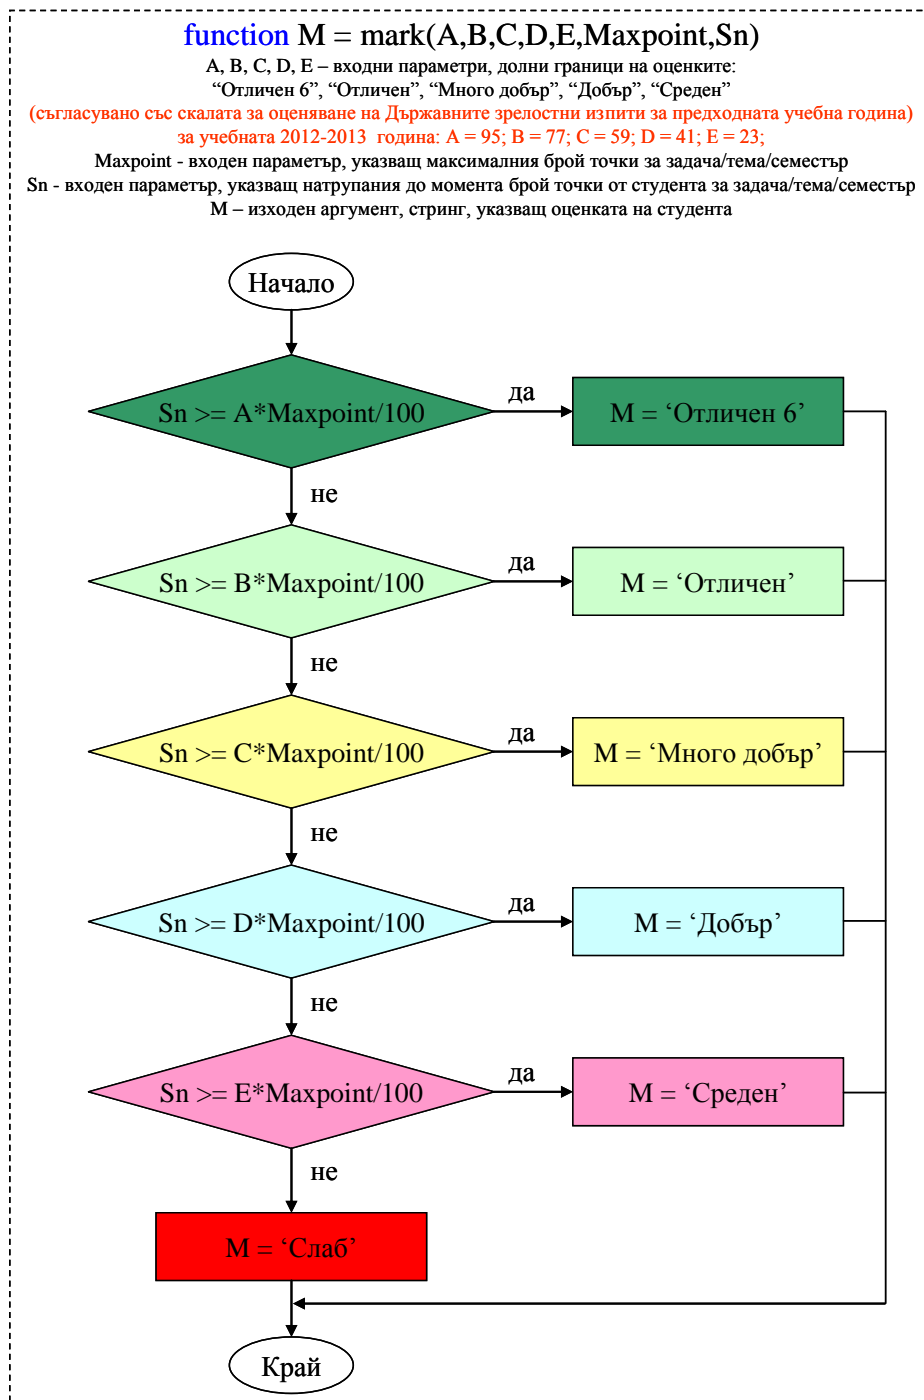 function M = mark(A,B,C,D,E,Maxpoint,Sn)
A, B, C, D, E – входни параметри, долни граници на оценките:
“Отличен 6”, “Отличен”, “Много добър”, “Добър”, “Среден”
(съгласувано със скалата за оценяване на Държавните зрелостни изпити за предходната учебна година)
за учебната 2012-2013 година: A = 95; B = 77; C = 59; D = 41; E = 23;
Maxpoint - входен параметър, указващ максималния брой точки за задача/тема/семестър
Sn - входен параметър, указващ натрупания до момента брой точки от студента за задача/тема/семестър
M – изходен аргумент, стринг, указващ оценката на студента
Начало
Sn >= A*Maxpoint/100
да
M = ‘Отличен 6’
не
Sn >= B*Maxpoint/100
да
M = ‘Отличен’
не
Sn >= C*Maxpoint/100
да
M = ‘Много добър’
не
Sn >= D*Maxpoint/100
да
M = ‘Добър’
не
Sn >= E*Maxpoint/100
да
M = ‘Среден’
не
M = ‘Слаб’
Край